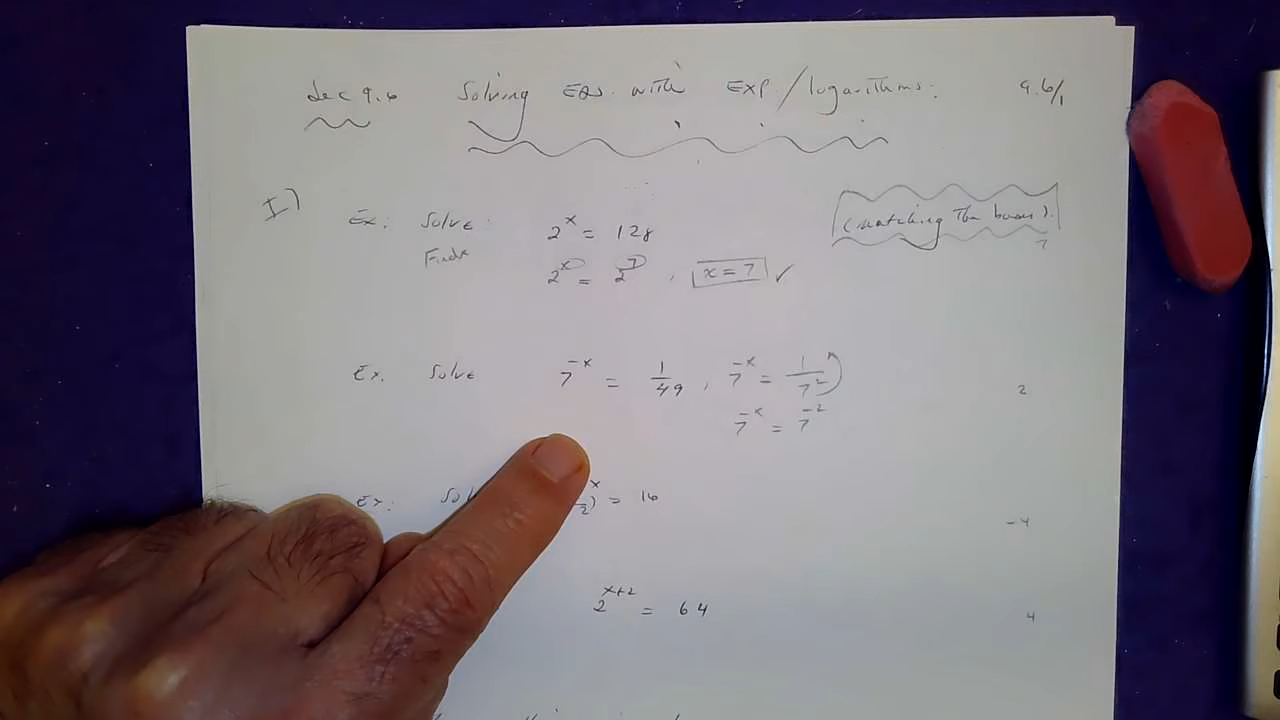 Sec 9.6 Solving EQs. with EXP/logarithms: 9.6/1
I) Ex: Solve: 2^x = 128 (matching the bases).
Find x 2^x = 2^7, x = 7 ✓ 7
Ex. Solve 7^-x = 1/49, 7^-x = 1/7^2 2
7^-x = 7^-2
Ex: = 16 -4
2^x+2 = 64 4